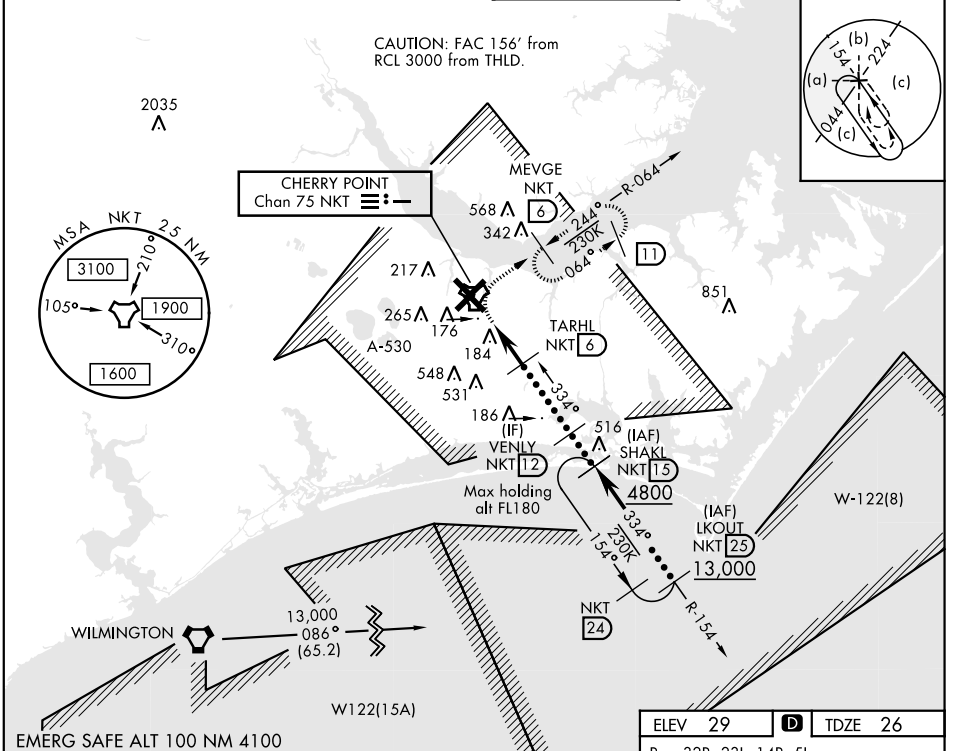 CAUTION: FAC 156' from
RCL 3000 from THLD.
2035
(b)
154
224
(a)
(c)
044
(c)
CHERRY POINT
Chan 75 NKT
MEVGE
NKT 6
R-064
568
342
244°
230K
064°
11
MSA NKT 25 NM
3100
210°
105°
1900
310°
1600
217
265
176
A-530
184
851
TARHL
NKT 6
548
531
334°
186
(IF)
VENLY
NKT 12
516
(IAF)
SHAKL
NKT 15
4800
Max holding
alt FL180
W-122(8)
334°
230K
154°
(IAF)
LKOUT
NKT 25
13,000
NKT
24
R-154
WILMINGTON
13,000
086°
(65.2)
W122(15A)
EMERG SAFE ALT 100 NM 4100
ELEV 29
D
TDZE 26